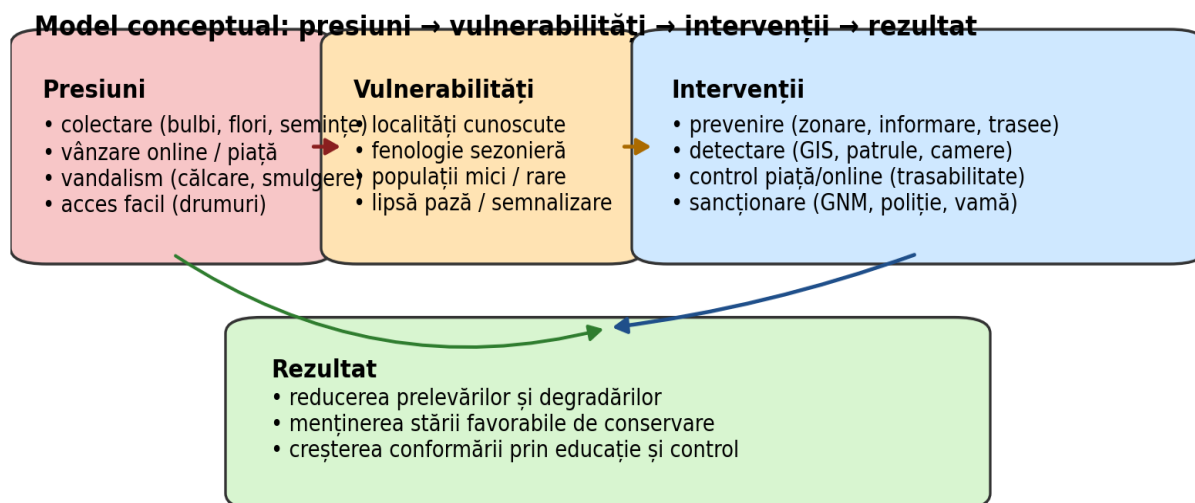 Model conceptual: presiuni → vulnerabilități → intervenții → rezultat
Presiuni
• colectare (bulbi, flori, semințe)
• vânzare online / piață
• vandalism (călcare, smulgere)
• acces facil (drumuri)
Vulnerabilități
• localități cunoscute
• fenologie sezonieră
• populații mici / rare
• lipsă pază / semnalizare
Intervenții
• prevenire (zonare, informare, trasee)
• detectare (GIS, patrule, camere)
• control piață/online (trasabilitate)
• sancționare (GNM, poliție, vamă)
Rezultat
• reducerea prelevărilor și degradărilor
• menținerea stării favorabile de conservare
• creșterea conformării prin educație și control